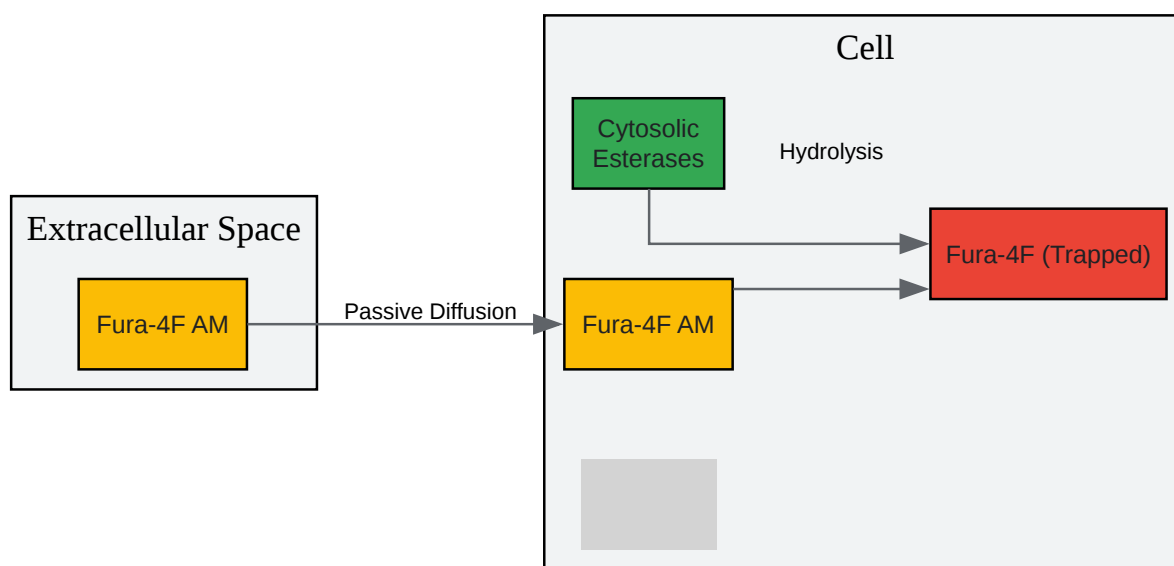 Cell
Cytosolic
Esterases
Hydrolysis
Extracellular Space
Fura-4F (Trapped)
Fura-4F AM
Passive Diffusion
Fura-4F AM